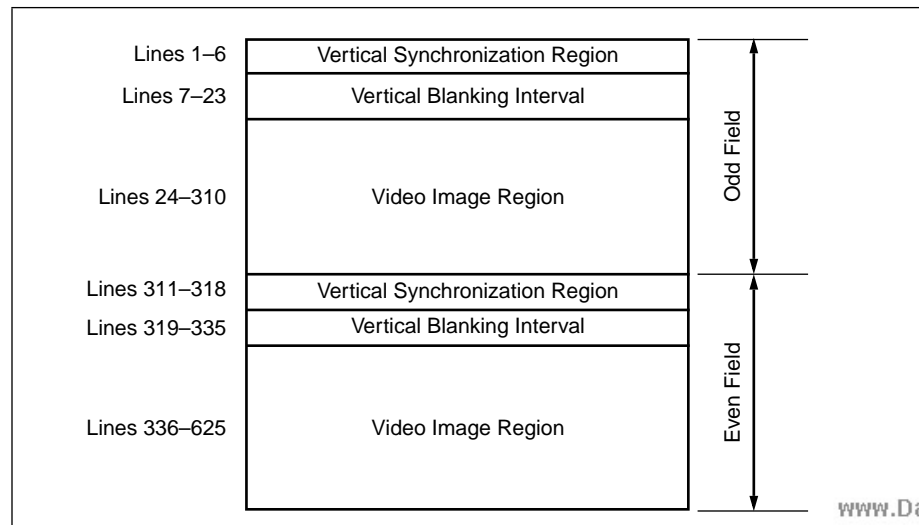 Lines 1–6 Vertical Synchronization Region
Lines 7–23 Vertical Blanking Interval
Lines 24–310 Video Image Region
Odd Field
Lines 311–318 Vertical Synchronization Region
Lines 319–335 Vertical Blanking Interval
Lines 336–625 Video Image Region
Even Field
www.Da